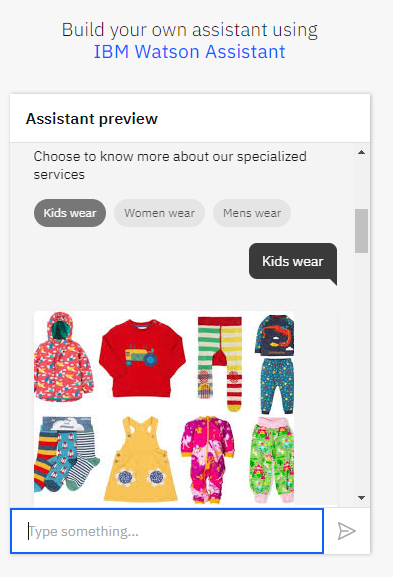 Build your own assistant using
IBM Watson Assistant
Assistant preview
Choose to know more about our specialized
services
Kids wear
Women wear
Mens wear
Kids wear
Type something...